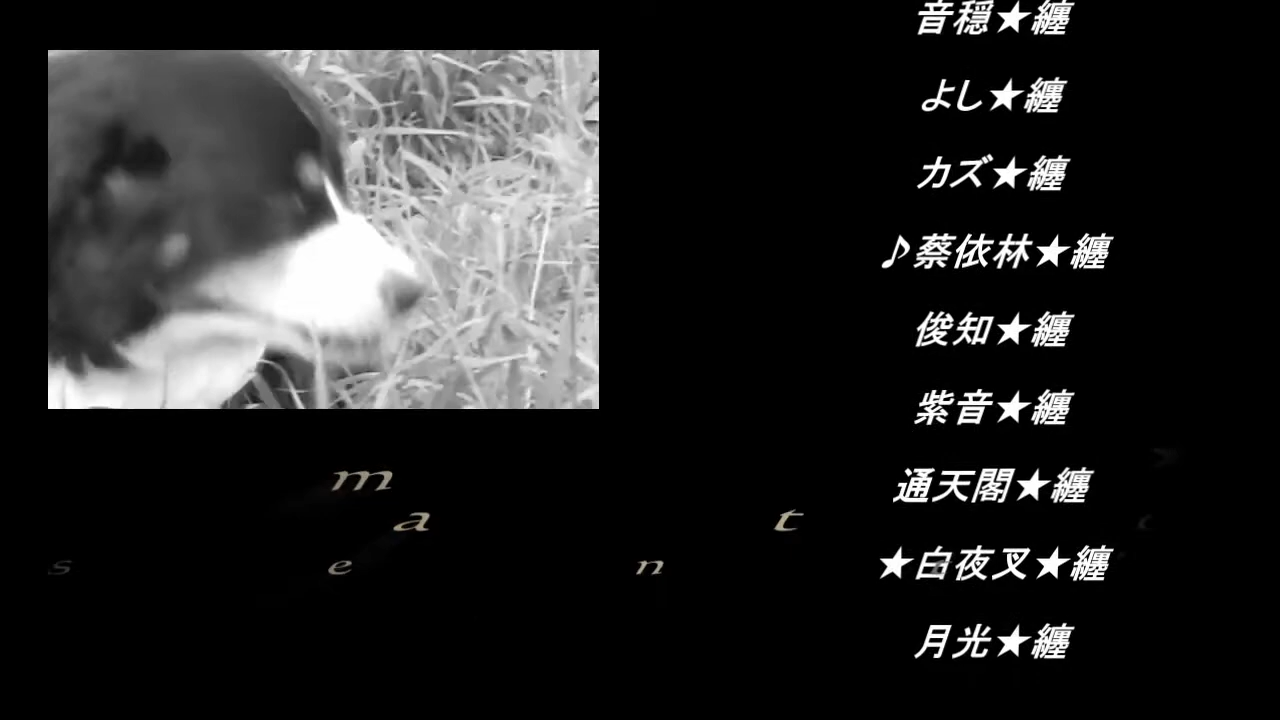 音穏★纏
よし★纏
カズ★纏
♪蔡依林★纏
俊知★纏
紫音★纏
通天閣★纏
★白夜叉★纏
月光★纏
m
a t
s e n